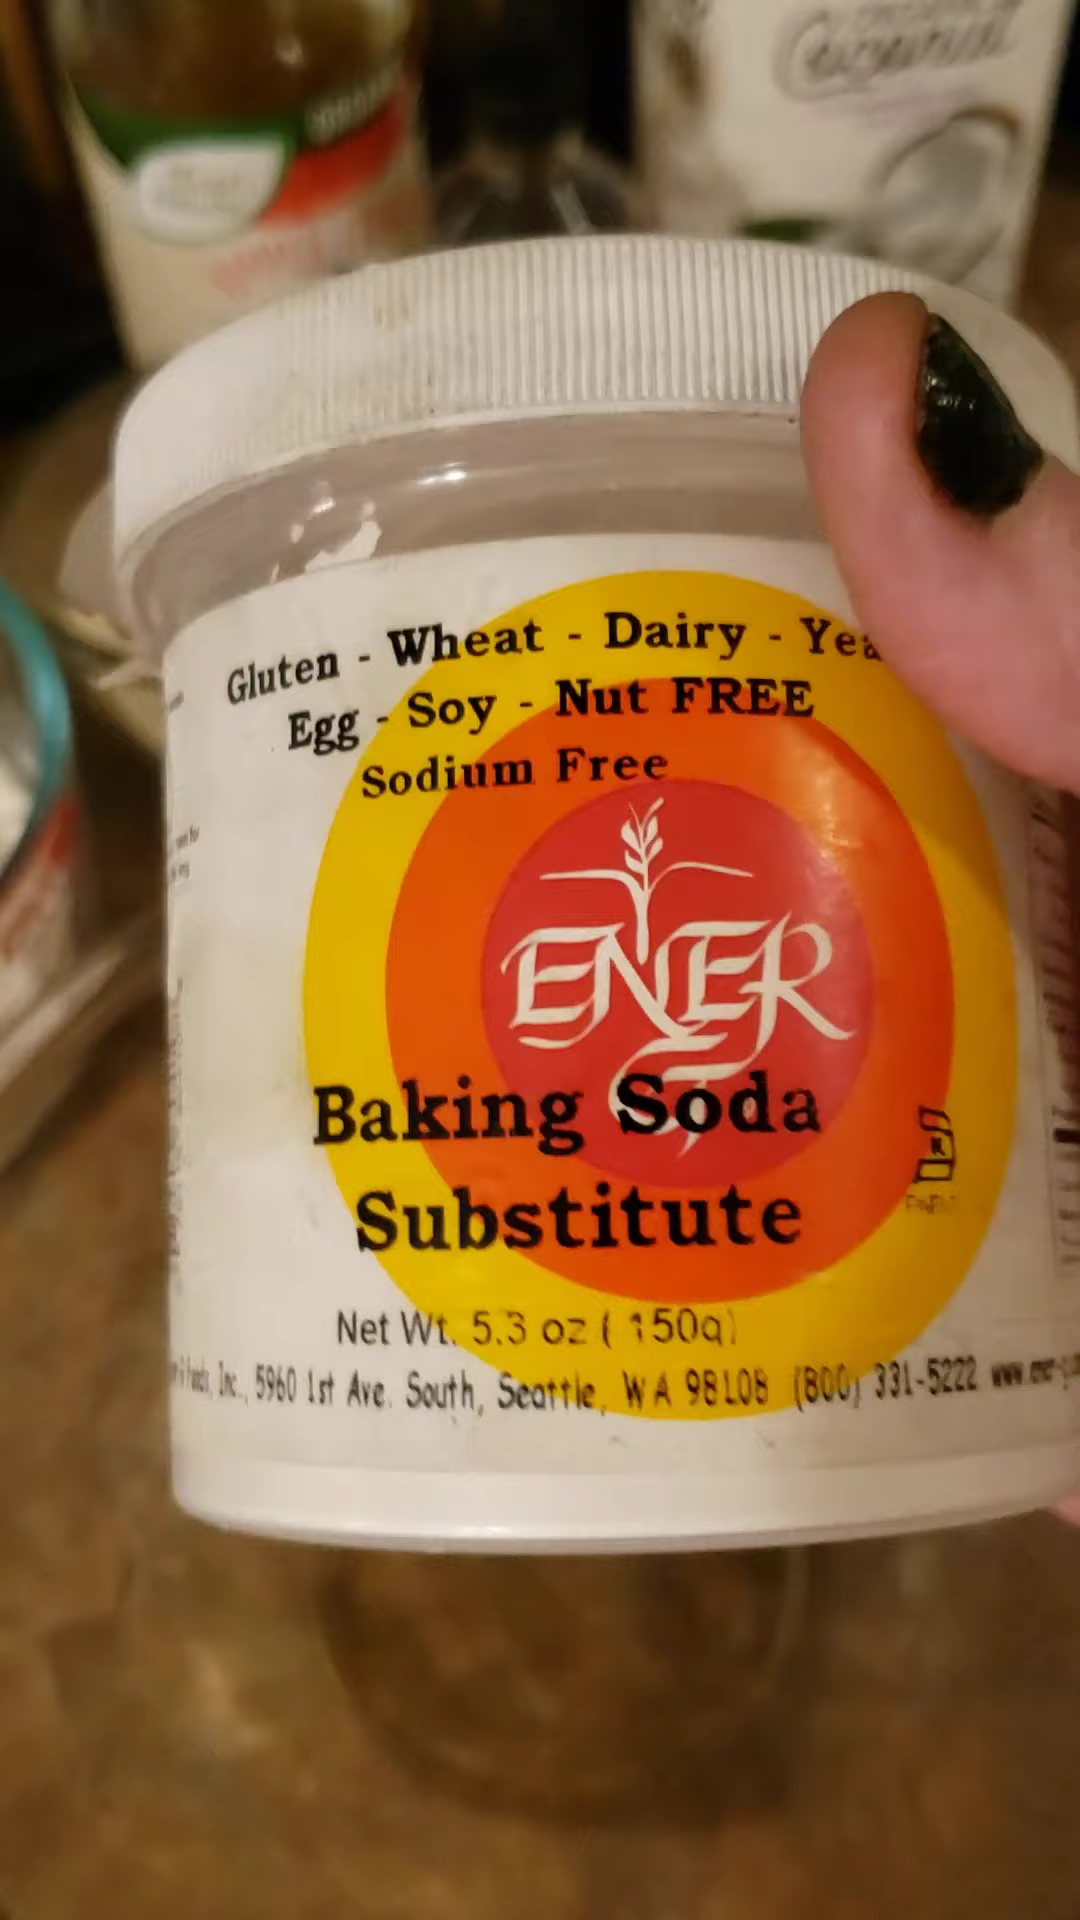 Gluten - Wheat - Dairy -
Egg - Soy - Nut FREE
Sodium Free
ENER
G
Baking Soda
Substitute
Net Wt. 5.3 oz (150g)
Inc., 5960 1st Ave. South, Seattle, WA 98108 (800) 331-5222